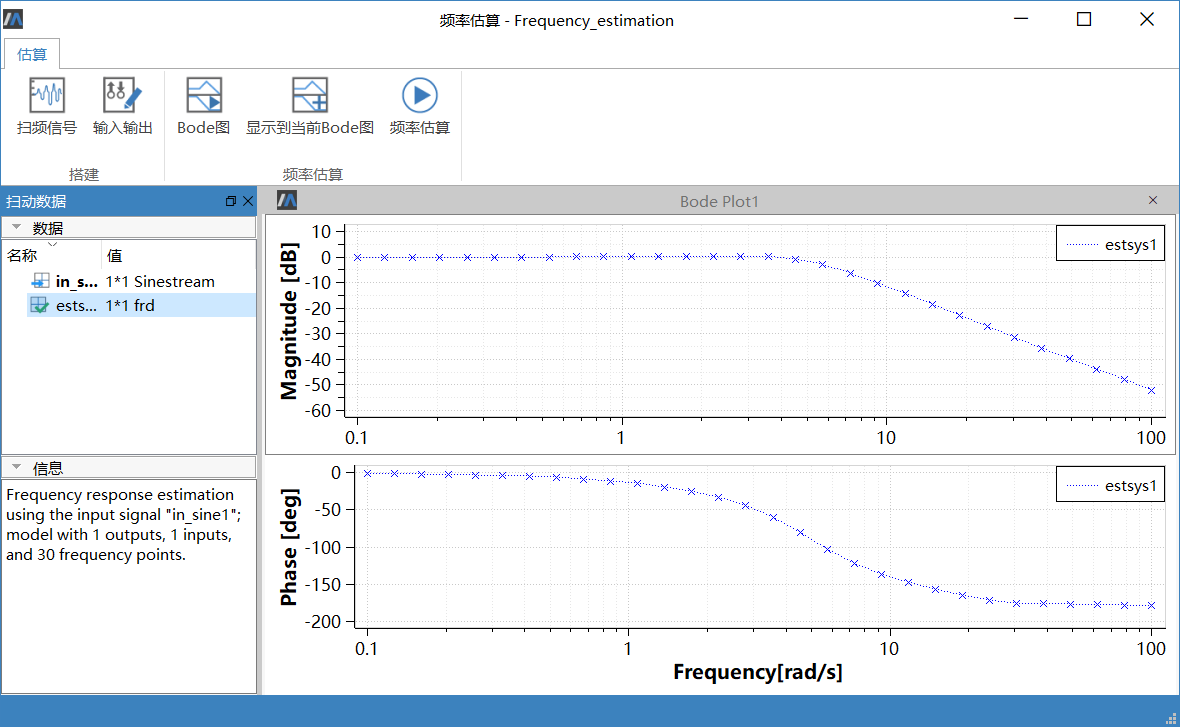 频率估算 - Frequency_estimation
估算
扫频信号 输入输出 Bode图 显示到当前Bode图 频率估算
搭建 频率估算
扫动数据
Bode Plot1
数据
名称 值
in_s... 1*1 Sinestream
ests... 1*1 frd
信息
Frequency response estimation
using the input signal "in_sine1";
model with 1 outputs, 1 inputs,
and 30 frequency points.
Magnitude [dB]
10
0
-10
-20
-30
-40
-50
-60
0.1 1 10 100
estsys1
Phase [deg]
0
-50
-100
-150
-200
0.1 1 10 100
estsys1
Frequency[rad/s]